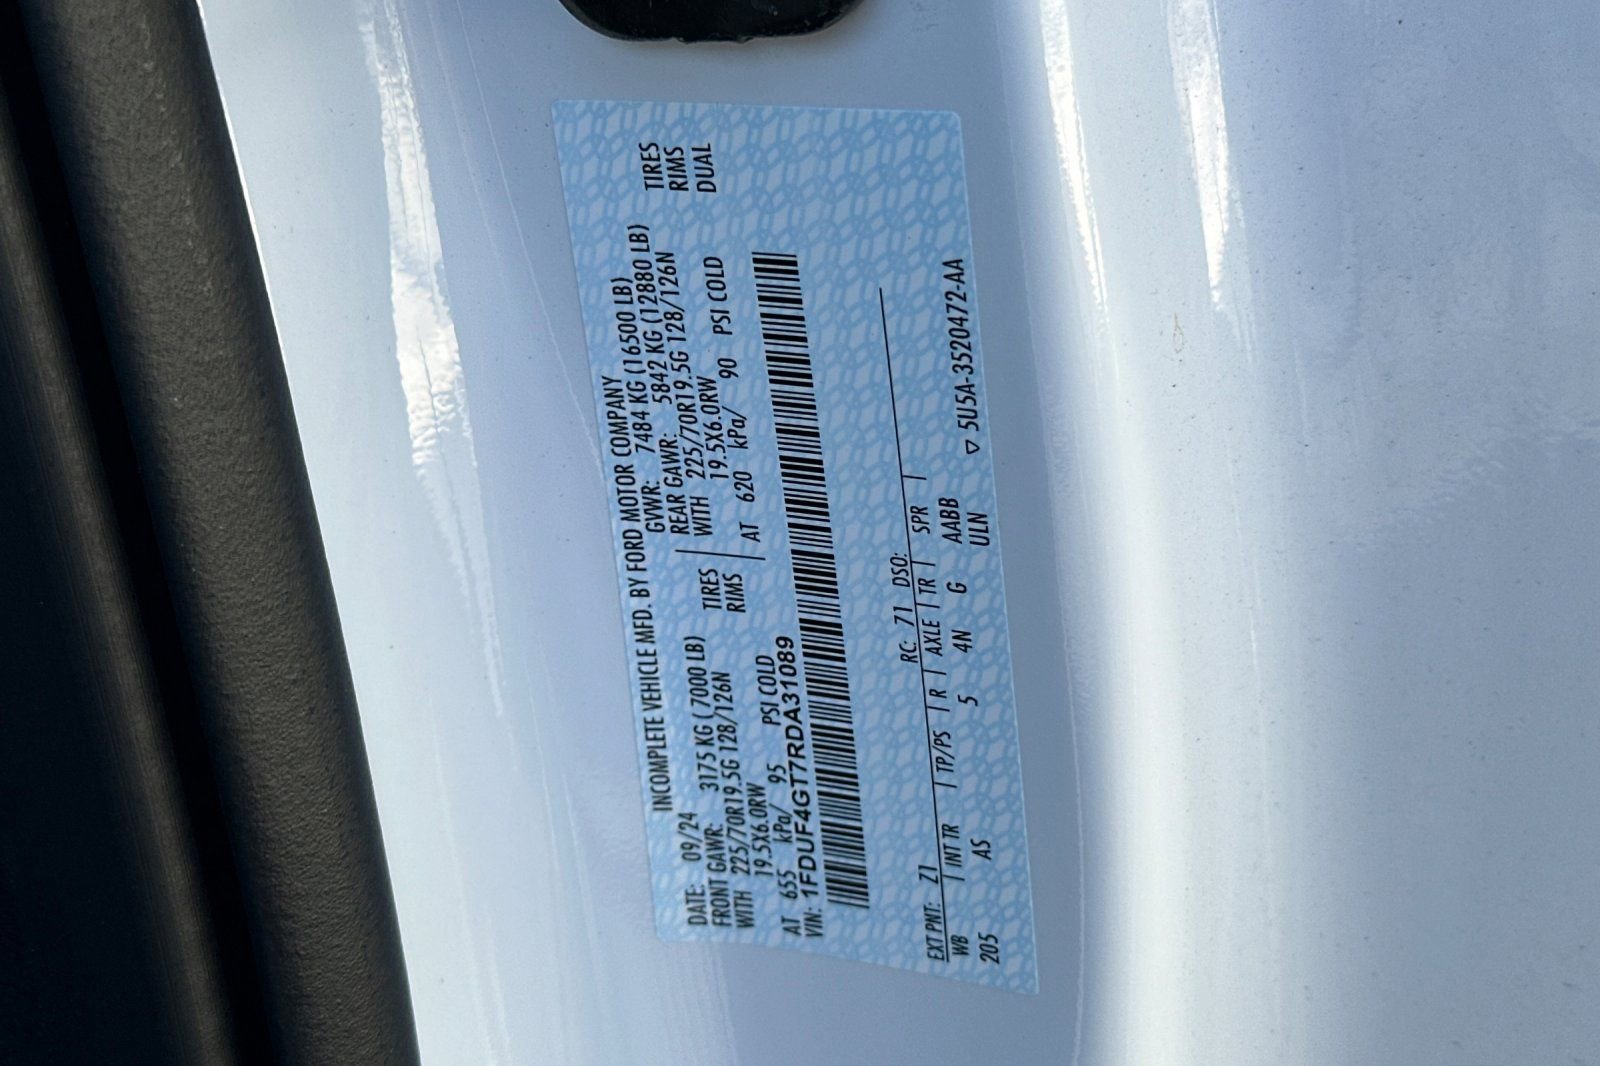 INCOMPLETE VEHICLE MFD. BY FORD MOTOR COMPANY
DATE: 09/24 GVWR: 7484 KG (16500 LB)
FRONT GAWR: 3175 KG (7000 LB) REAR GAWR: 5842 KG (12880 LB)
WITH 225/70R19.5G 128/126N TIRES WITH 225/70R19.5G 128/126N TIRES
19.5X6.0RW RIMS 19.5X6.0RW RIMS
AT 655 kPa/ 95 PSI COLD AT 620 kPa/ 90 PSI COLD DUAL
VIN: 1FDUF4GT7RDA31089
EXT PNT: Z1 RC: 71 DSO:
WB INT TR TP/PS R AXLE TR SPR
205 AS 5 4N G AABB
ULN ▽ 5U5A-3520472-AA